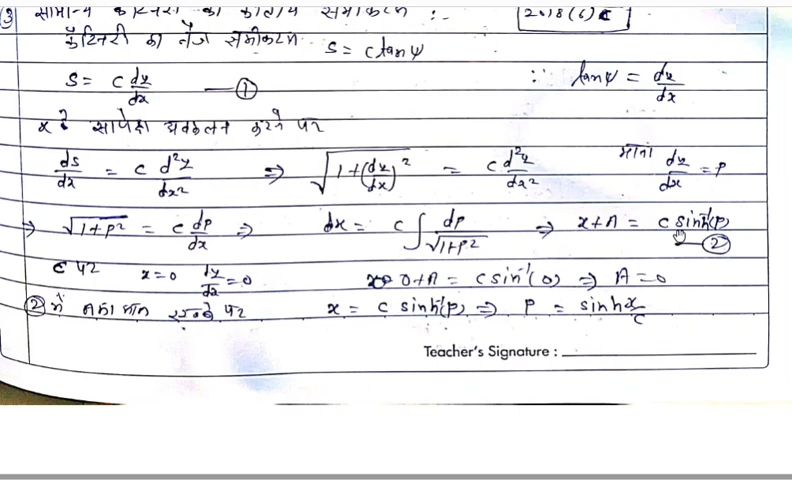 (3) सामान्य कैटिनरी का कार्तीय समीकरण :- 2018(6)c
कैटिनरी का नैज समीकरण S = c tanψ
S = c dy/dx —① ∵ tanψ = dy/dx
x के सापेक्ष अवकलन करने पर
ds/dx = c d²y/dx² ⇒ √(1+(dy/dx)²) = c d²y/dx² माना dy/dx = P
→ √(1+P²) = c dP/dx ⇒ dx = c ∫ dP/√(1+P²) ⇒ x+A = c sinh⁻¹(P) —②
c पर x=0 dy/dx=0 0+A = c sin⁻¹(0) ⇒ A=0
② में मान रखने पर x = c sinh⁻¹(P) ⇒ P = sinh x/c
Teacher's Signature :